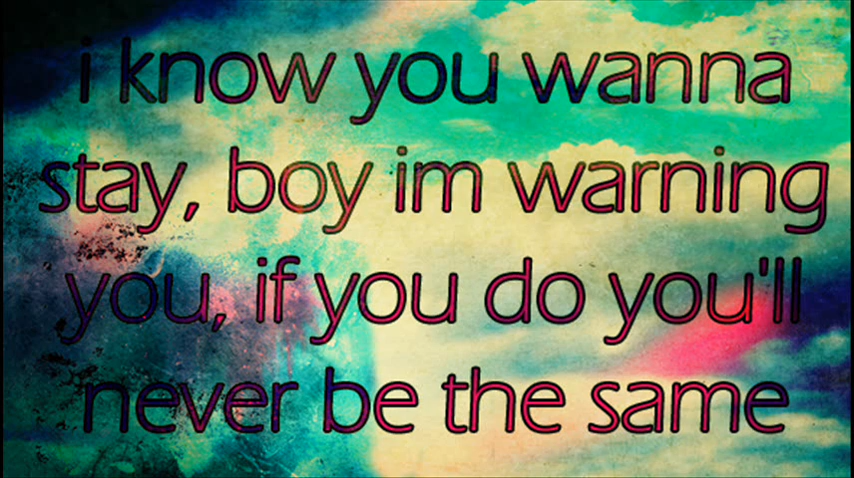 i know you wanna
stay, boy im warning
you, if you do you'll
never be the same